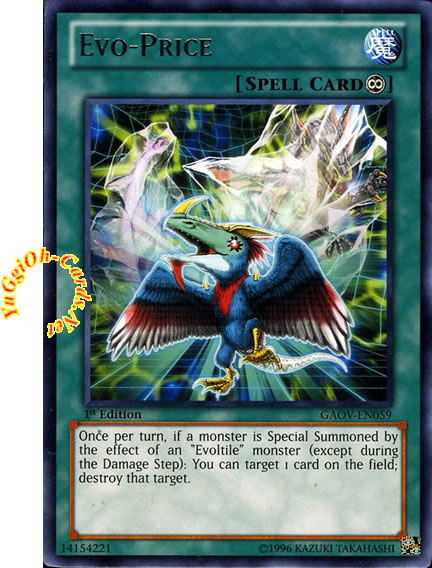 Evo-Price
魔
[Spell Card]
YuGgiOh-Cards.Net
1st Edition
GAOV-EN059
Once per turn, if a monster is Special Summoned by
the effect of an “Evoltile” monster (except during
the Damage Step): You can target 1 card on the field;
destroy that target.
14154221
©1996 KAZUKI TAKAHASHI